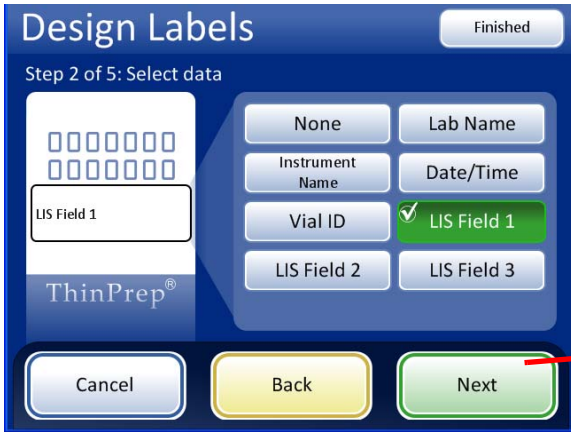 Design Labels
Finished
Step 2 of 5: Select data
LIS Field 1
ThinPrep®
None
Lab Name
Instrument
Name
Date/Time
Vial ID
LIS Field 1
LIS Field 2
LIS Field 3
Cancel
Back
Next